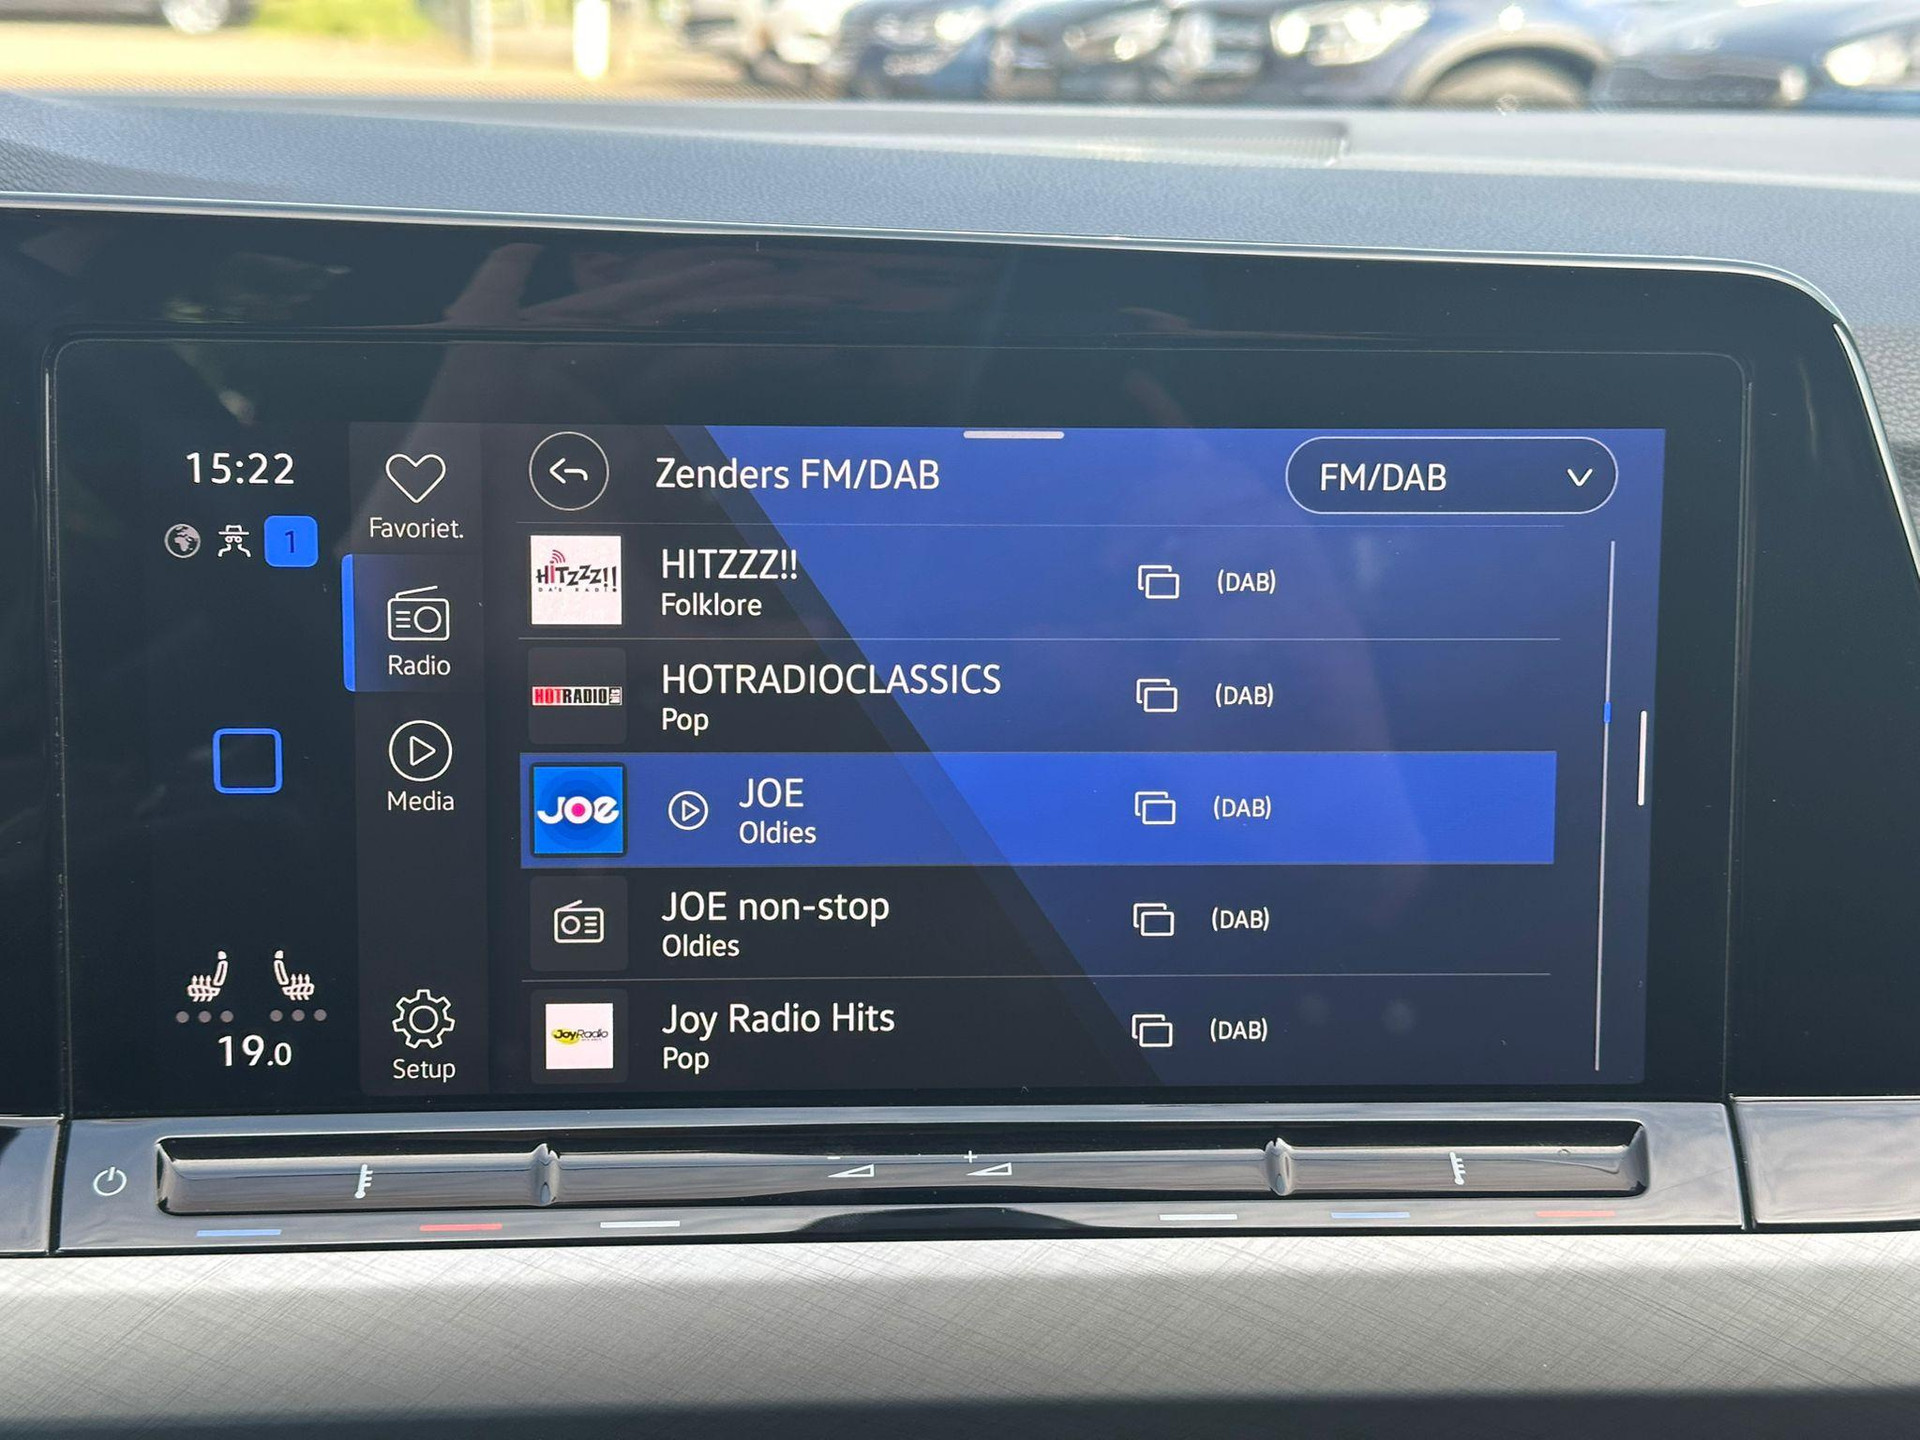 15:22
1
Favoriet.
Radio
Media
Setup
19.0
Zenders FM/DAB
FM/DAB
HiTZZZ!!
HITZZZ!!
Folklore
(DAB)
HOTRADIO
HOTRADIOCLASSICS
Pop
(DAB)
JOE
JOE
Oldies
(DAB)
JOE non-stop
Oldies
(DAB)
JoyRadio
Joy Radio Hits
Pop
(DAB)
- +